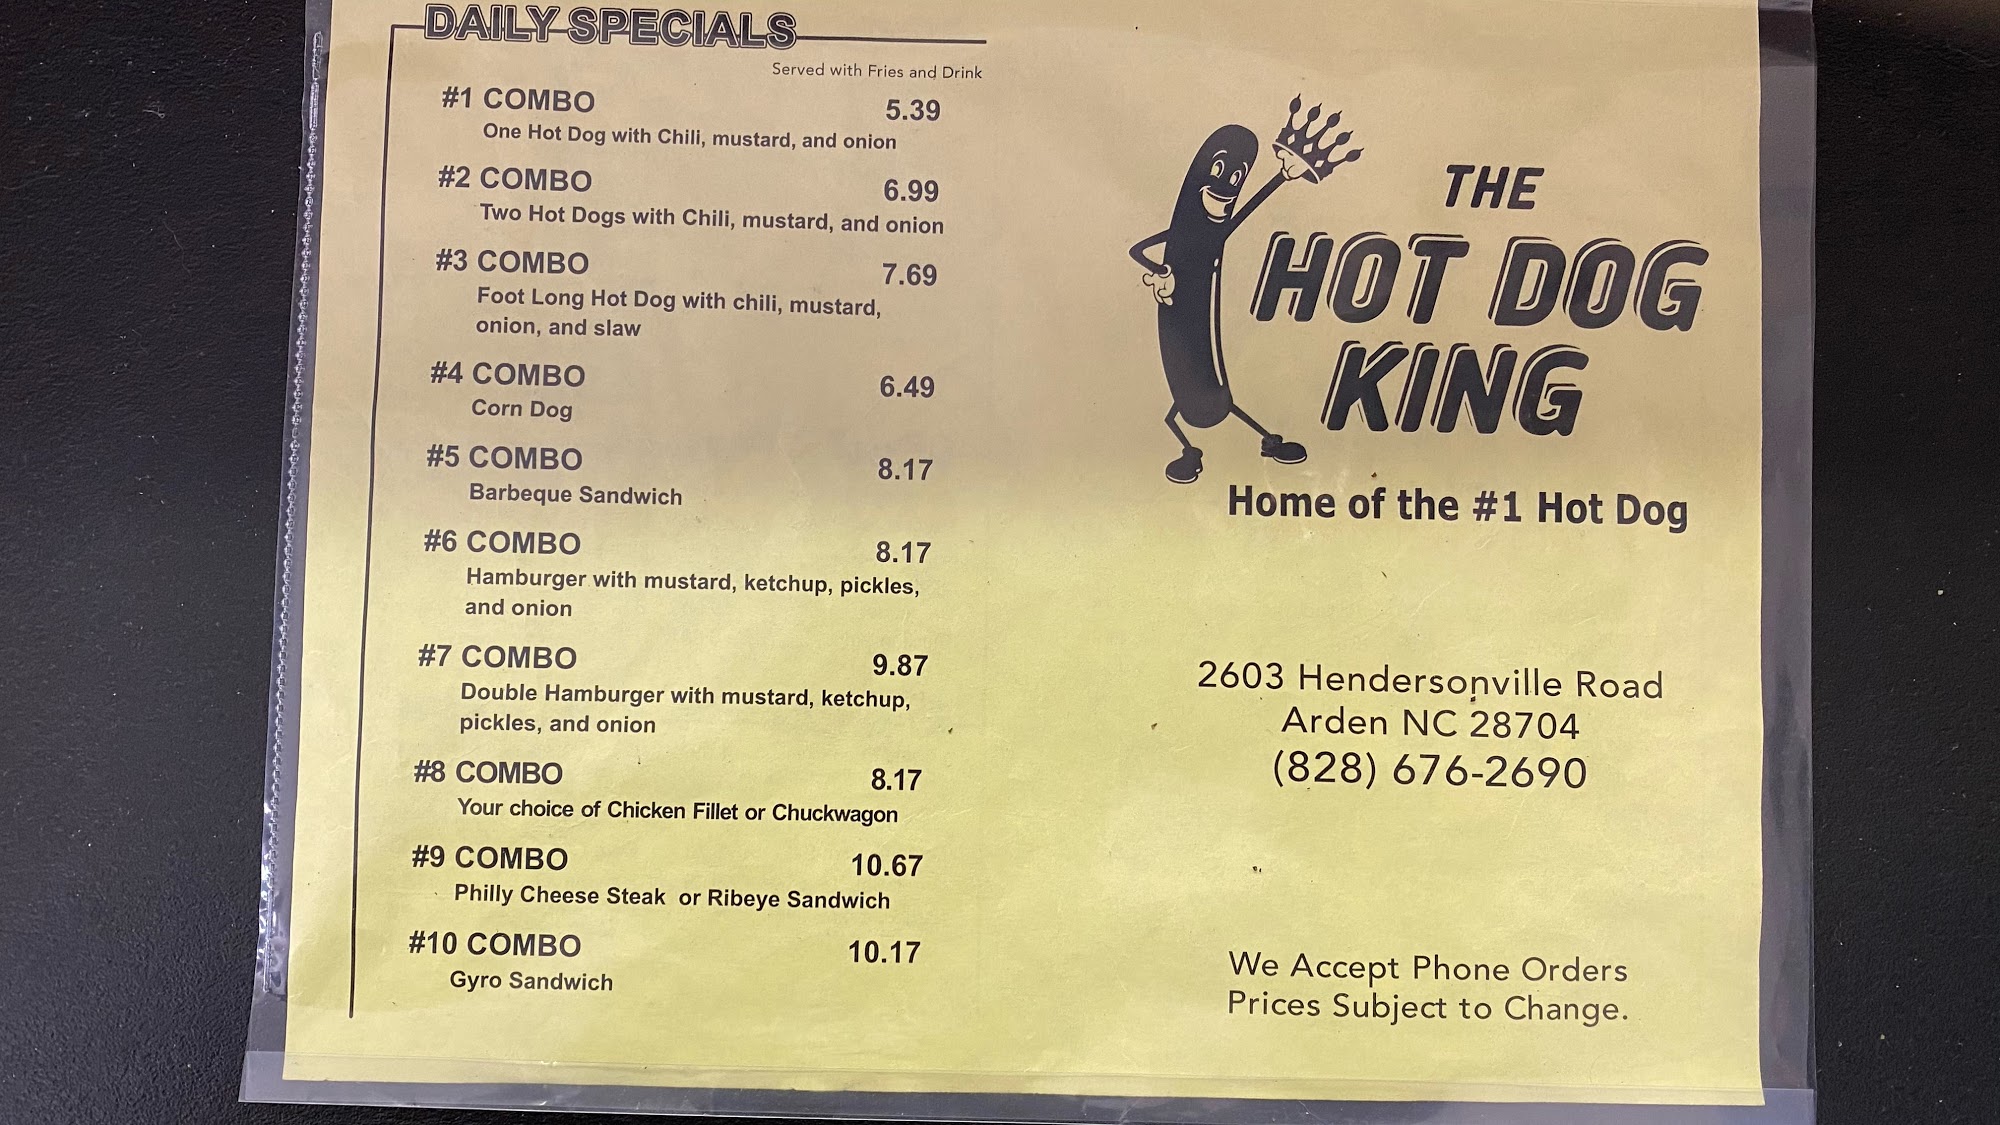 DAILY SPECIALS
Served with Fries and Drink
#1 COMBO 5.39
One Hot Dog with Chili, mustard, and onion
#2 COMBO 6.99
Two Hot Dogs with Chili, mustard, and onion
#3 COMBO 7.69
Foot Long Hot Dog with chili, mustard,
onion, and slaw
#4 COMBO 6.49
Corn Dog
#5 COMBO 8.17
Barbeque Sandwich
#6 COMBO 8.17
Hamburger with mustard, ketchup, pickles,
and onion
#7 COMBO 9.87
Double Hamburger with mustard, ketchup,
pickles, and onion
#8 COMBO 8.17
Your choice of Chicken Fillet or Chuckwagon
#9 COMBO 10.67
Philly Cheese Steak or Ribeye Sandwich
#10 COMBO 10.17
Gyro Sandwich
THE
HOT DOG
KING
Home of the #1 Hot Dog
2603 Hendersonville Road
Arden NC 28704
(828) 676-2690
We Accept Phone Orders
Prices Subject to Change.